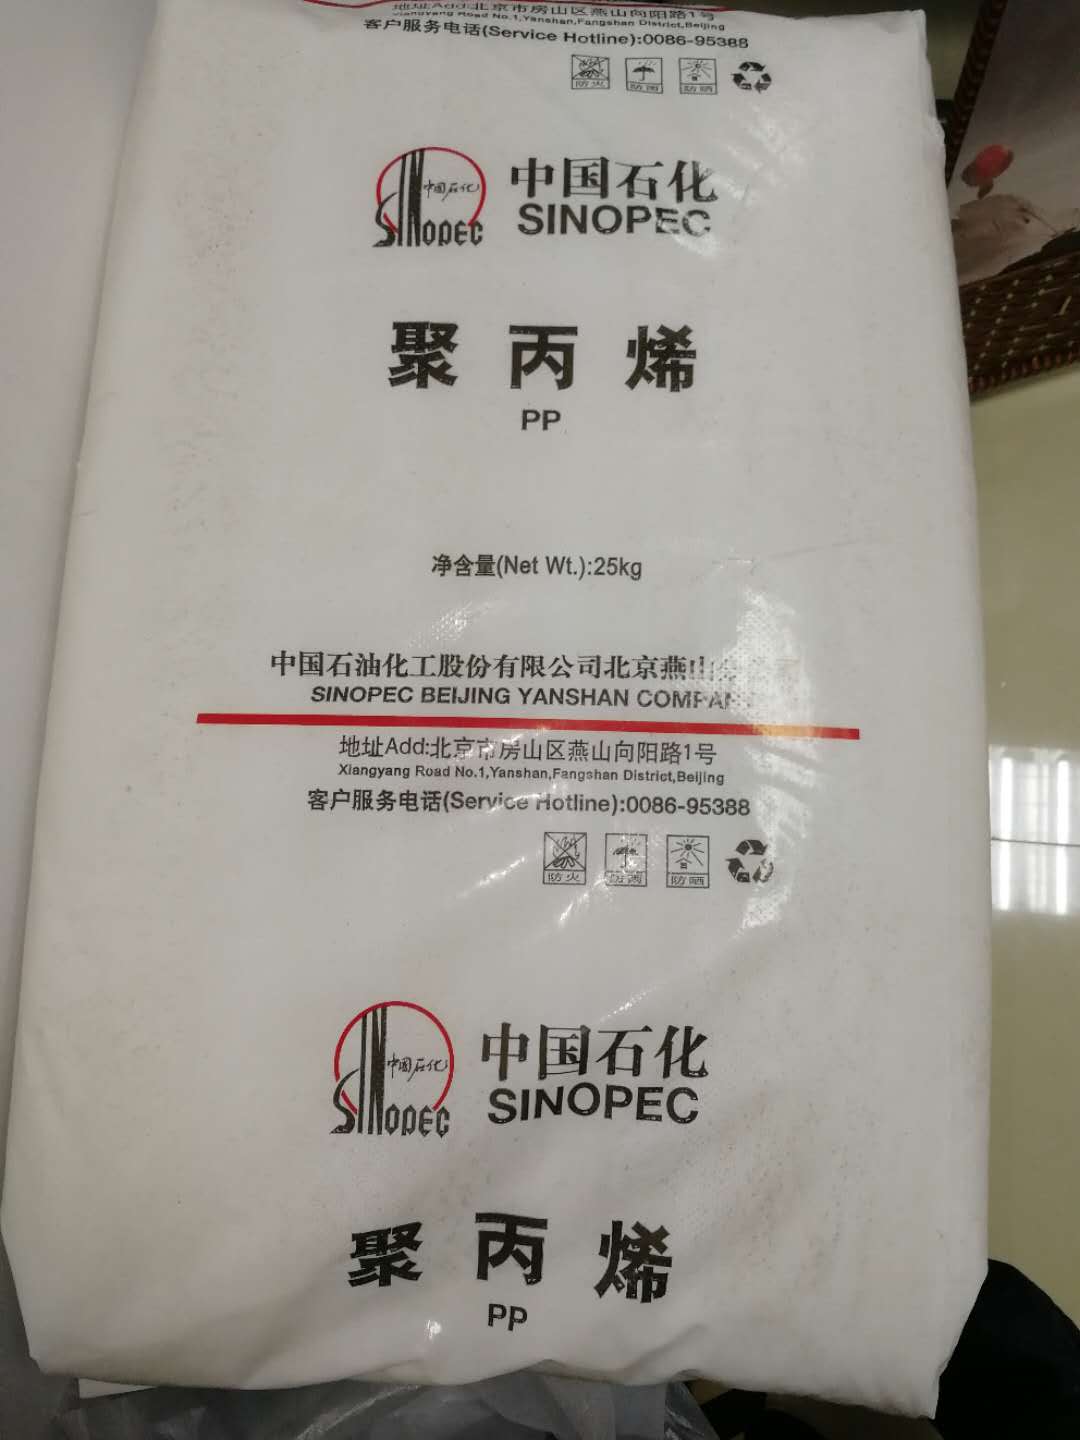 地址Add:北京市房山区燕山向阳路1号
Xiangyang Road No.1,Yanshan,Fangshan District,Beijing
客户服务电话(Service Hotline):0086-95388
防火 防雨 防晒
中国石化
SINOPEC
中国石化
SINOPEC
聚丙烯
PP
净含量(Net Wt.):25kg
中国石油化工股份有限公司北京燕山分公司
SINOPEC BEIJING YANSHAN COMPANY
地址Add:北京市房山区燕山向阳路1号
Xiangyang Road No.1,Yanshan,Fangshan District,Beijing
客户服务电话(Service Hotline):0086-95388
防火 防雨 防晒
中国石化
SINOPEC
中国石化
SINOPEC
聚丙烯
PP